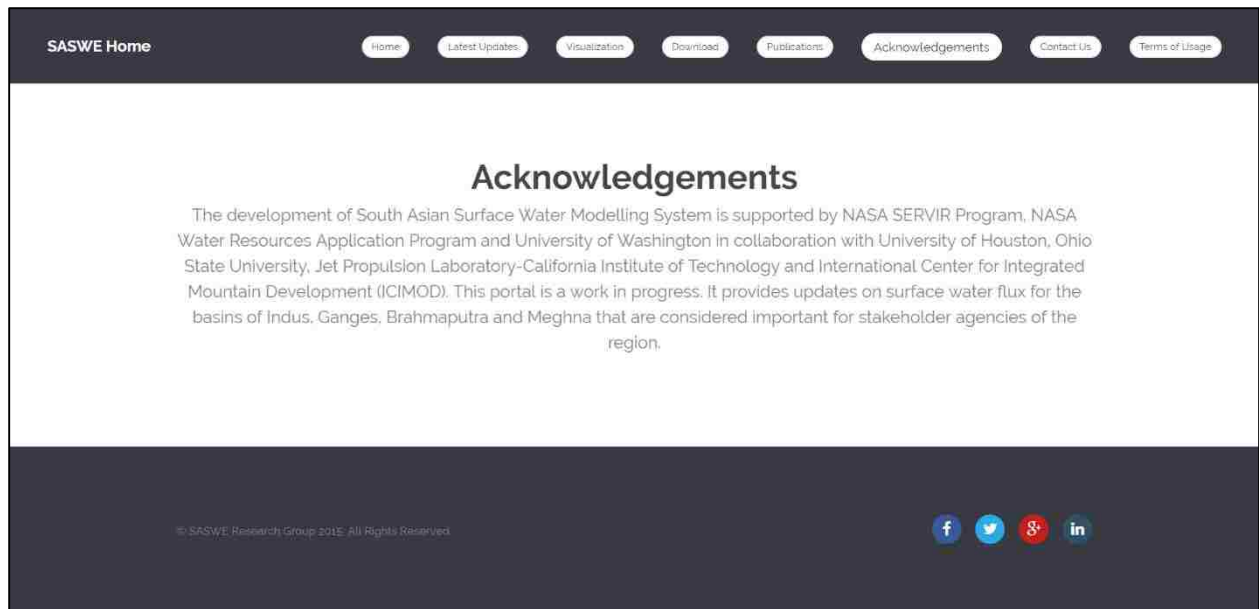 SASWE Home
Home
Latest Updates
Visualization
Download
Publications
Acknowledgements
Contact Us
Terms of Usage
Acknowledgements
The development of South Asian Surface Water Modelling System is supported by NASA SERVIR Program, NASA
Water Resources Application Program and University of Washington in collaboration with University of Houston, Ohio
State University, Jet Propulsion Laboratory-California Institute of Technology and International Center for Integrated
Mountain Development (ICIMOD). This portal is a work in progress. It provides updates on surface water flux for the
basins of Indus, Ganges, Brahmaputra and Meghna that are considered important for stakeholder agencies of the
region.
© SASWE Research Group 2015. All Rights Reserved
f
g+
in